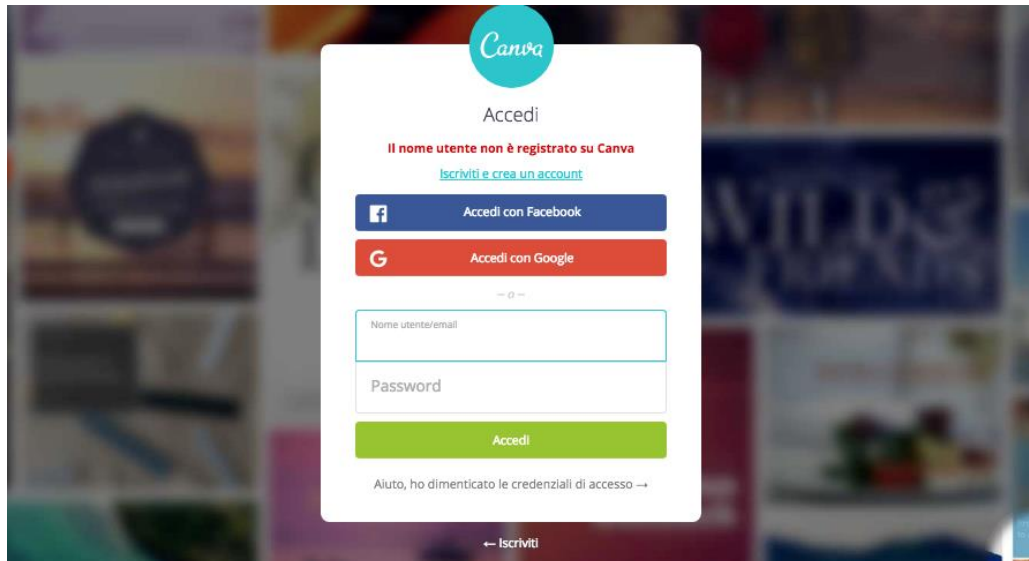 Canva
Accedi
Il nome utente non è registrato su Canva
Iscriviti e crea un account
Accedi con Facebook
G Accedi con Google
— o —
Nome utente/email
Password
Accedi
Aiuto, ho dimenticato le credenziali di accesso →
← Iscriviti
WILD &